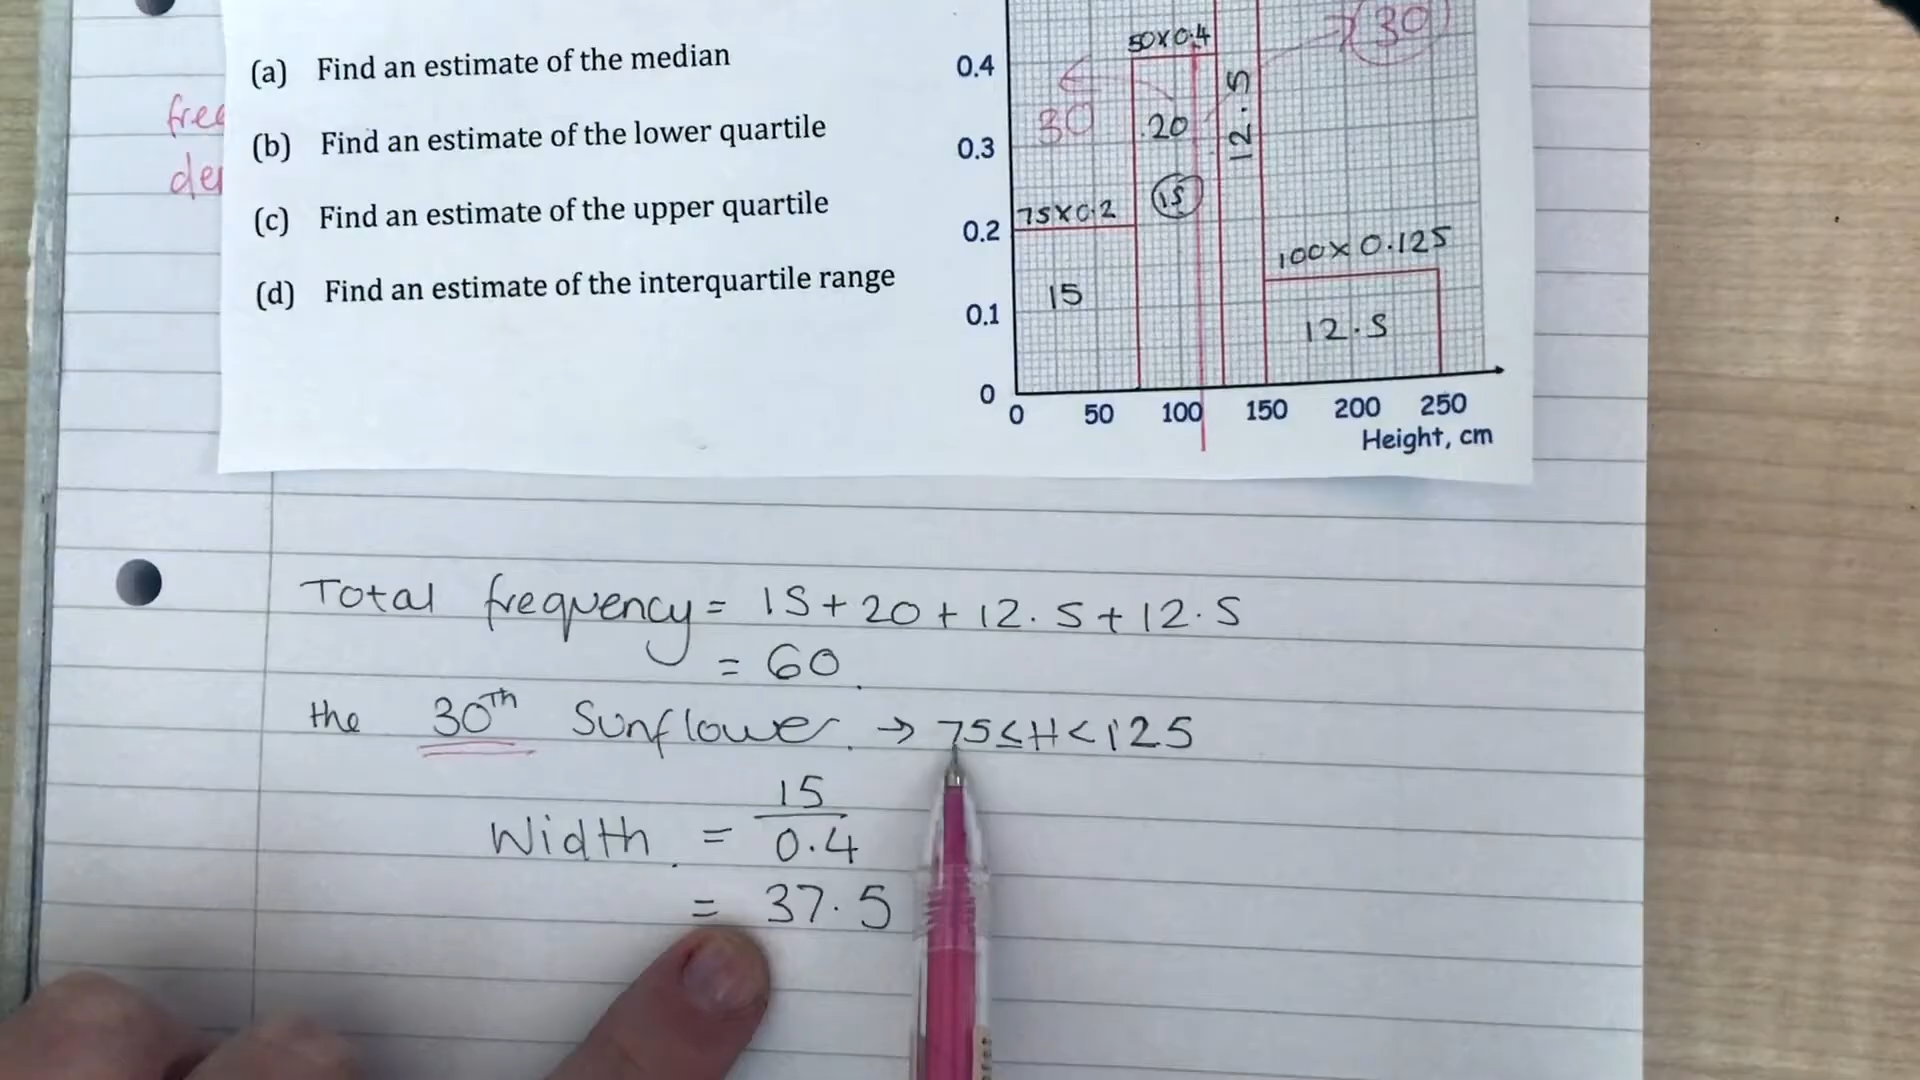 (a) Find an estimate of the median
(b) Find an estimate of the lower quartile
(c) Find an estimate of the upper quartile
(d) Find an estimate of the interquartile range
0.4
0.3
0.2
0.1
0
50×0.4
30
12.5
30
20
15
75×0.2
15
100×0.125
12.5
0 50 100 150 200 250
Height, cm
Total frequency = 15+20+12.5+12.5
= 60
the 30th Sunflower. → 75≤H<125
Width = 15
0.4
= 37.5